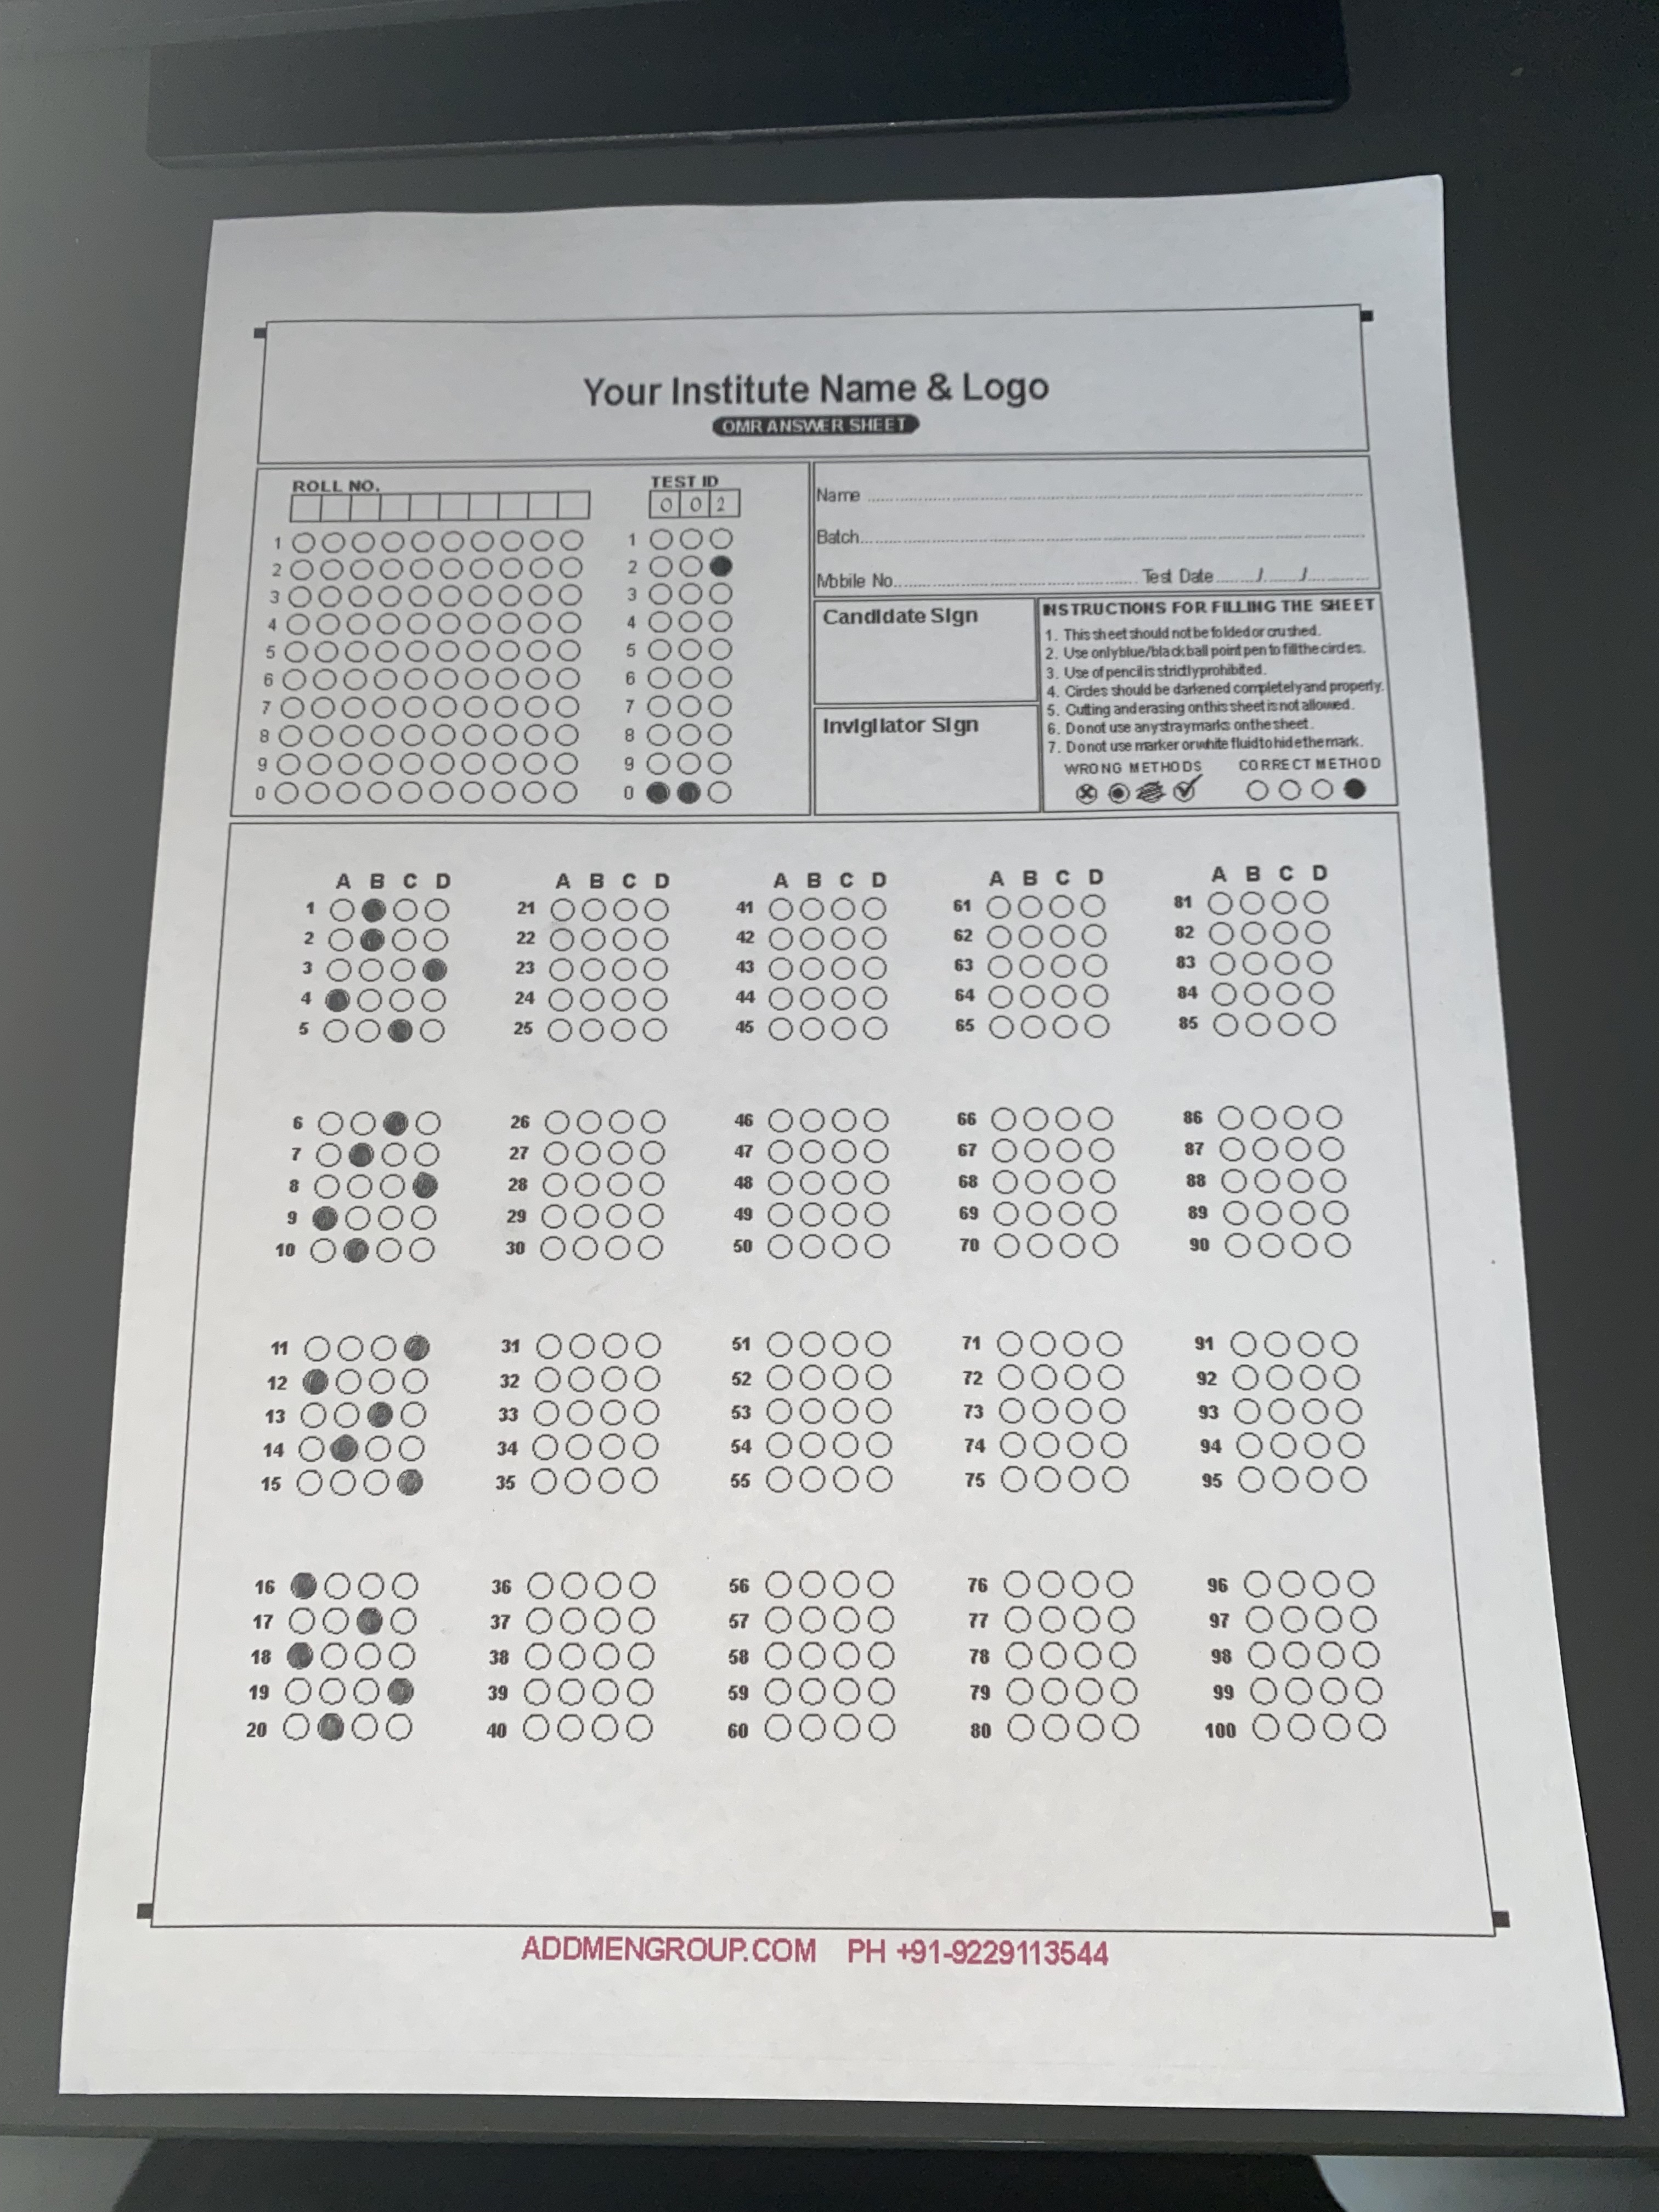 Your Institute Name & Logo
OMR ANSWER SHEET
ROLL NO.
TEST ID
0 0 2
1 1
2 2
3 3
4 4
5 5
6 6
7 7
8 8
9 9
0 0
Name
Batch
Mobile No. Test Date / /
Candidate Sign
Invigilator Sign
INSTRUCTIONS FOR FILLING THE SHEET
1. This sheet should not be folded or crushed.
2. Use only blue/black ball point pen to fill the circles.
3. Use of pencil is strictly prohibited.
4. Circles should be darkened completely and properly.
5. Cutting and erasing on this sheet is not allowed.
6. Do not use any stray marks on the sheet.
7. Do not use marker or white fluid to hide the mark.
WRONG METHODS CORRECT METHOD
A B C D A B C D A B C D A B C D A B C D
1 21 41 61 81
2 22 42 62 82
3 23 43 63 83
4 24 44 64 84
5 25 45 65 85
6 26 46 66 86
7 27 47 67 87
8 28 48 68 88
9 29 49 69 89
10 30 50 70 90
11 31 51 71 91
12 32 52 72 92
13 33 53 73 93
14 34 54 74 94
15 35 55 75 95
16 36 56 76 96
17 37 57 77 97
18 38 58 78 98
19 39 59 79 99
20 40 60 80 100
ADDMENGROUP.COM PH +91-9229113544